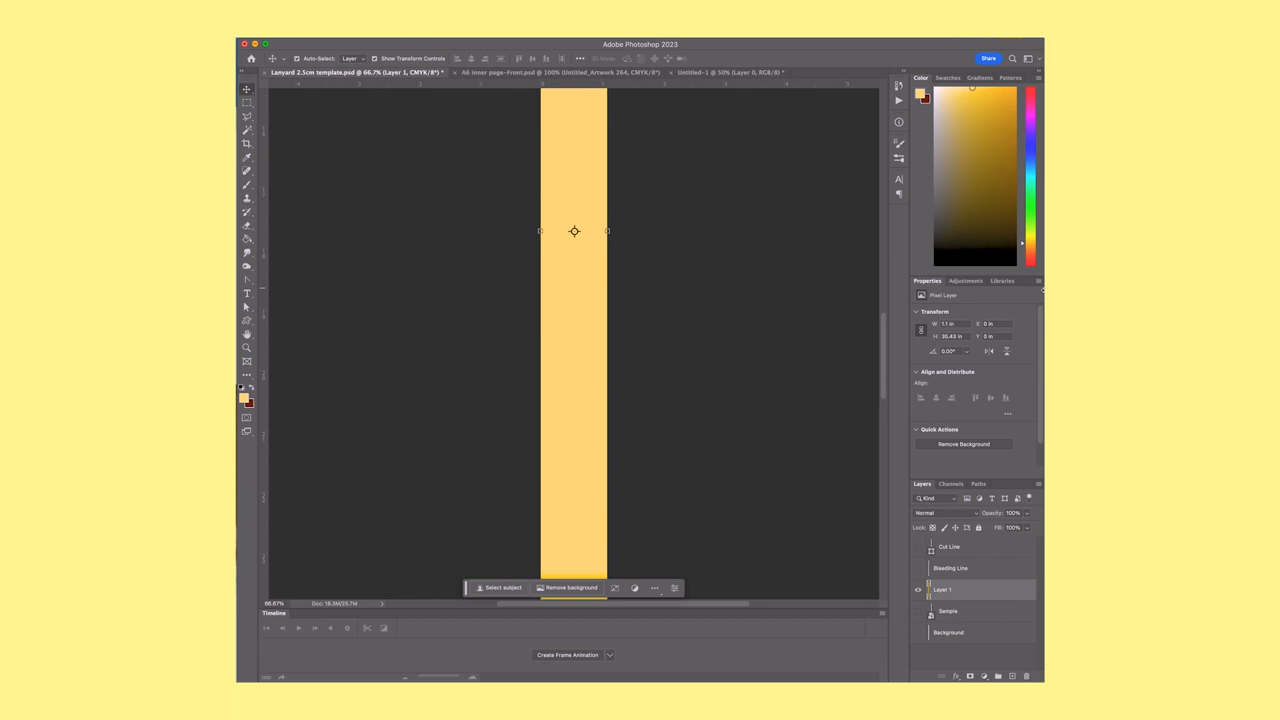 Adobe Photoshop 2023
Auto-Select: Layer Show Transform Controls 3D Mode: Share
Lanyard 2.5cm template.psd @ 66.7% (Layer 1, CMYK/8*) * A6 inner page-Front.psd @ 100% (Untitled_Artwork 264, CMYK/8*) Untitled-1 @ 50% (Layer 0, RGB/8) *
Color Swatches Gradients Patterns
Properties Adjustments Libraries
Pixel Layer
Transform
W 1.1 in X 0 in
H 35.43 in Y 0 in
0.00°
Align and Distribute
Align:
Quick Actions
Remove Background
Layers Channels Paths
Kind
Normal Opacity: 100%
Lock: Fill: 100%
Cut Line
Bleeding Line
Layer 1
Sample
Background
Select subject Remove background
66.67% Doc: 18.3M/25.7M
Timeline
Create Frame Animation